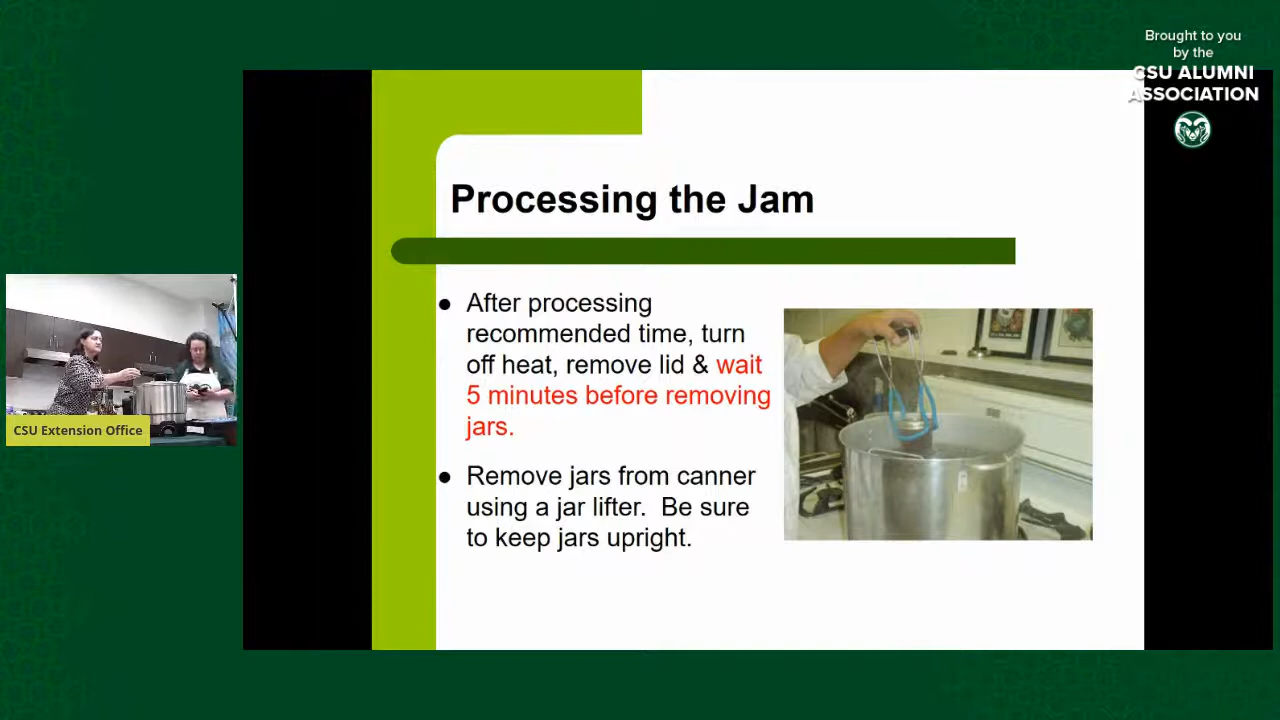 Brought to you
by the
CSU ALUMNI
ASSOCIATION
Processing the Jam
● After processing
recommended time, turn
off heat, remove lid & wait
5 minutes before removing
jars.
● Remove jars from canner
using a jar lifter.  Be sure
to keep jars upright.
CSU Extension Office